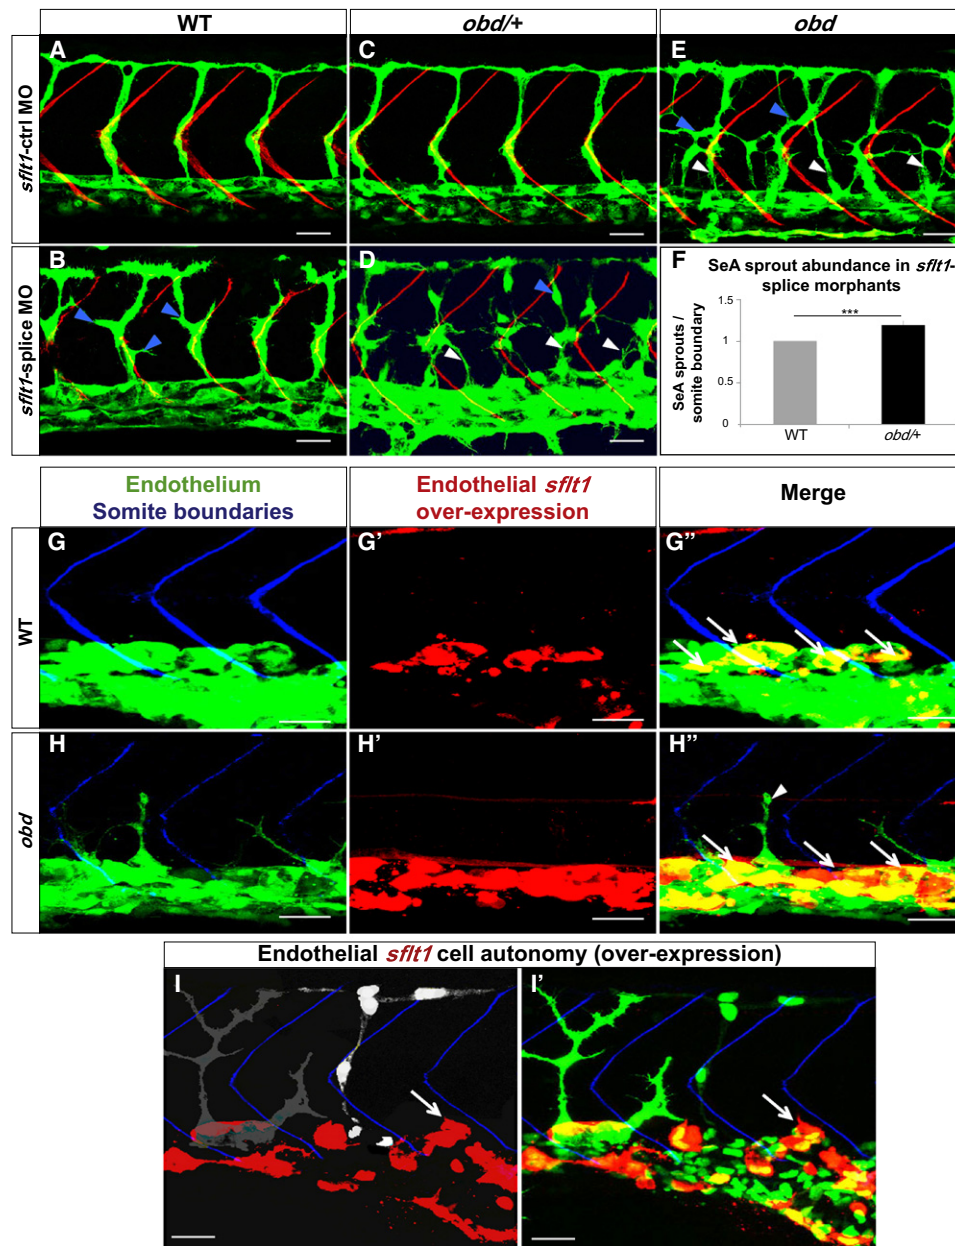 WT
obd/+
obd
sflt1-ctrl MO
A
C
E
sflt1-splice MO
B
D
F
SeA sprout abundance in sflt1-
splice morphants
SeA sprouts /
somite boundary
1.5
1
0.5
0
***
WT
obd/+
Endothelium
Somite boundaries
Endothelial sflt1
over-expression
Merge
WT
G
G'
G''
obd
H
H'
H''
Endothelial sflt1 cell autonomy (over-expression)
I
I'